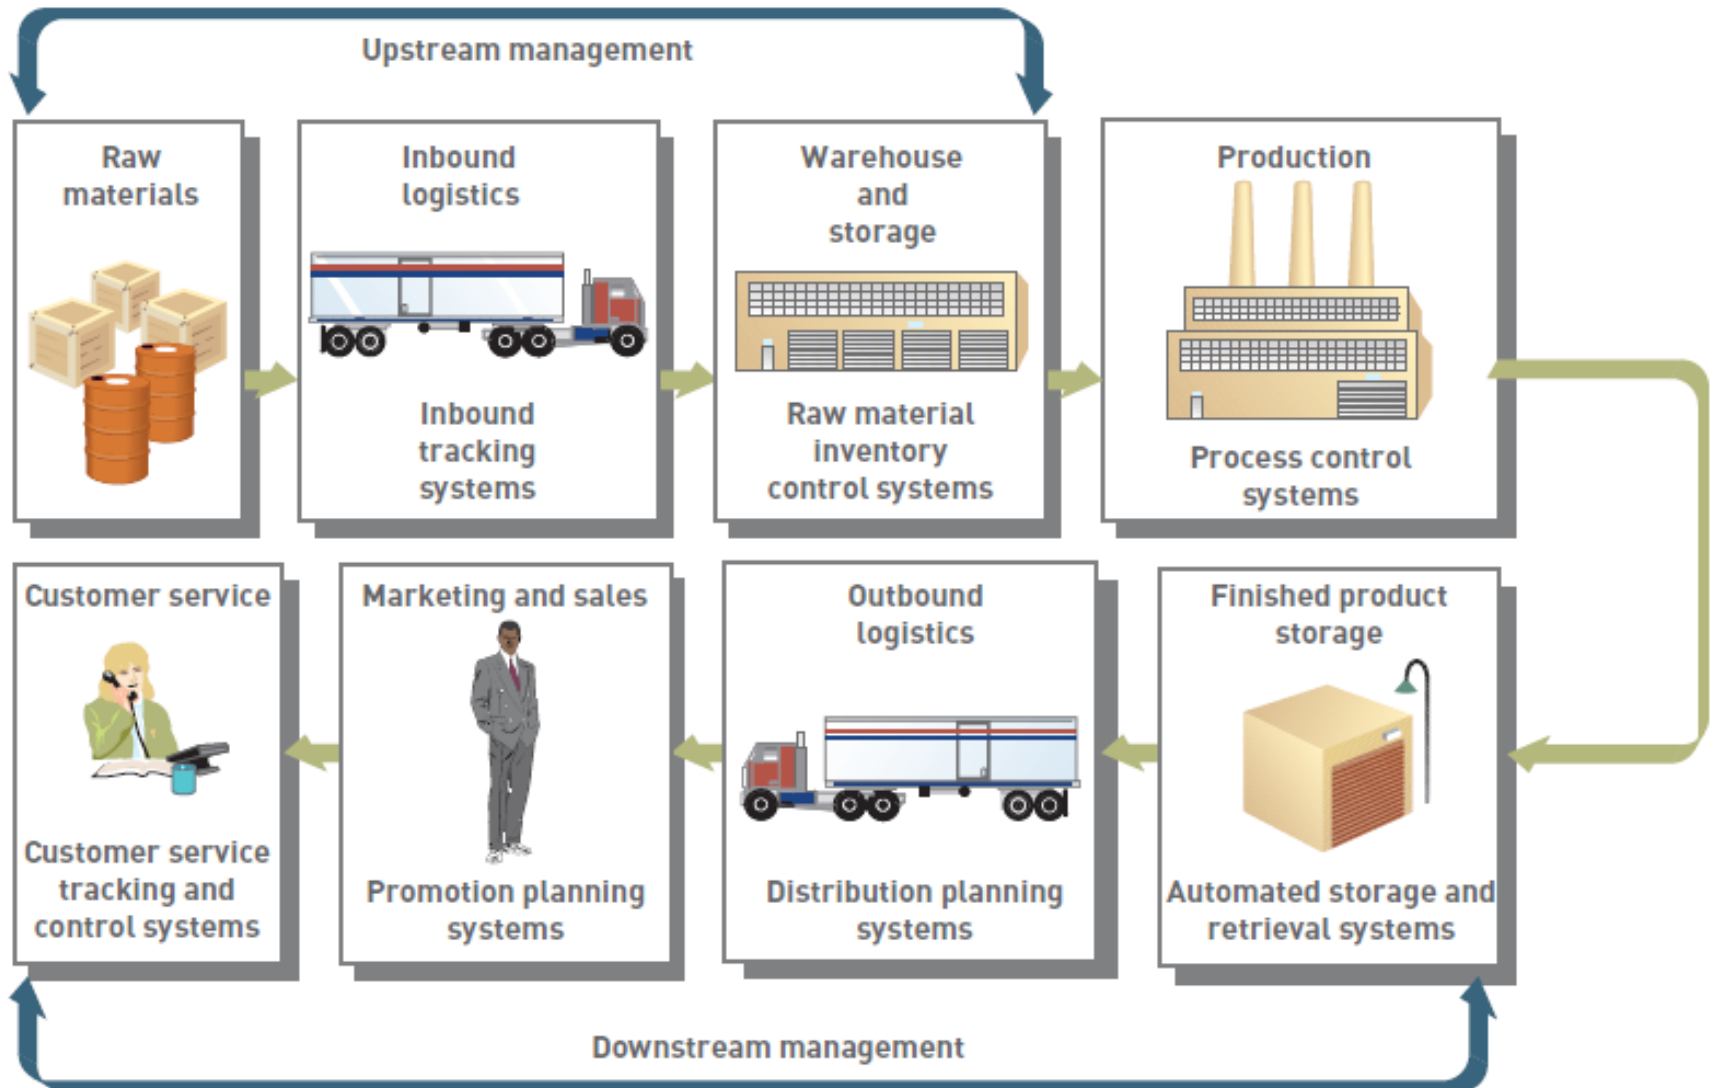 Upstream management
Raw
materials
Inbound
logistics
Inbound
tracking
systems
Warehouse
and
storage
Raw material
inventory
control systems
Production
Process control
systems
Finished product
storage
Automated storage and
retrieval systems
Outbound
logistics
Distribution planning
systems
Marketing and sales
Promotion planning
systems
Customer service
Customer service
tracking and
control systems
Downstream management